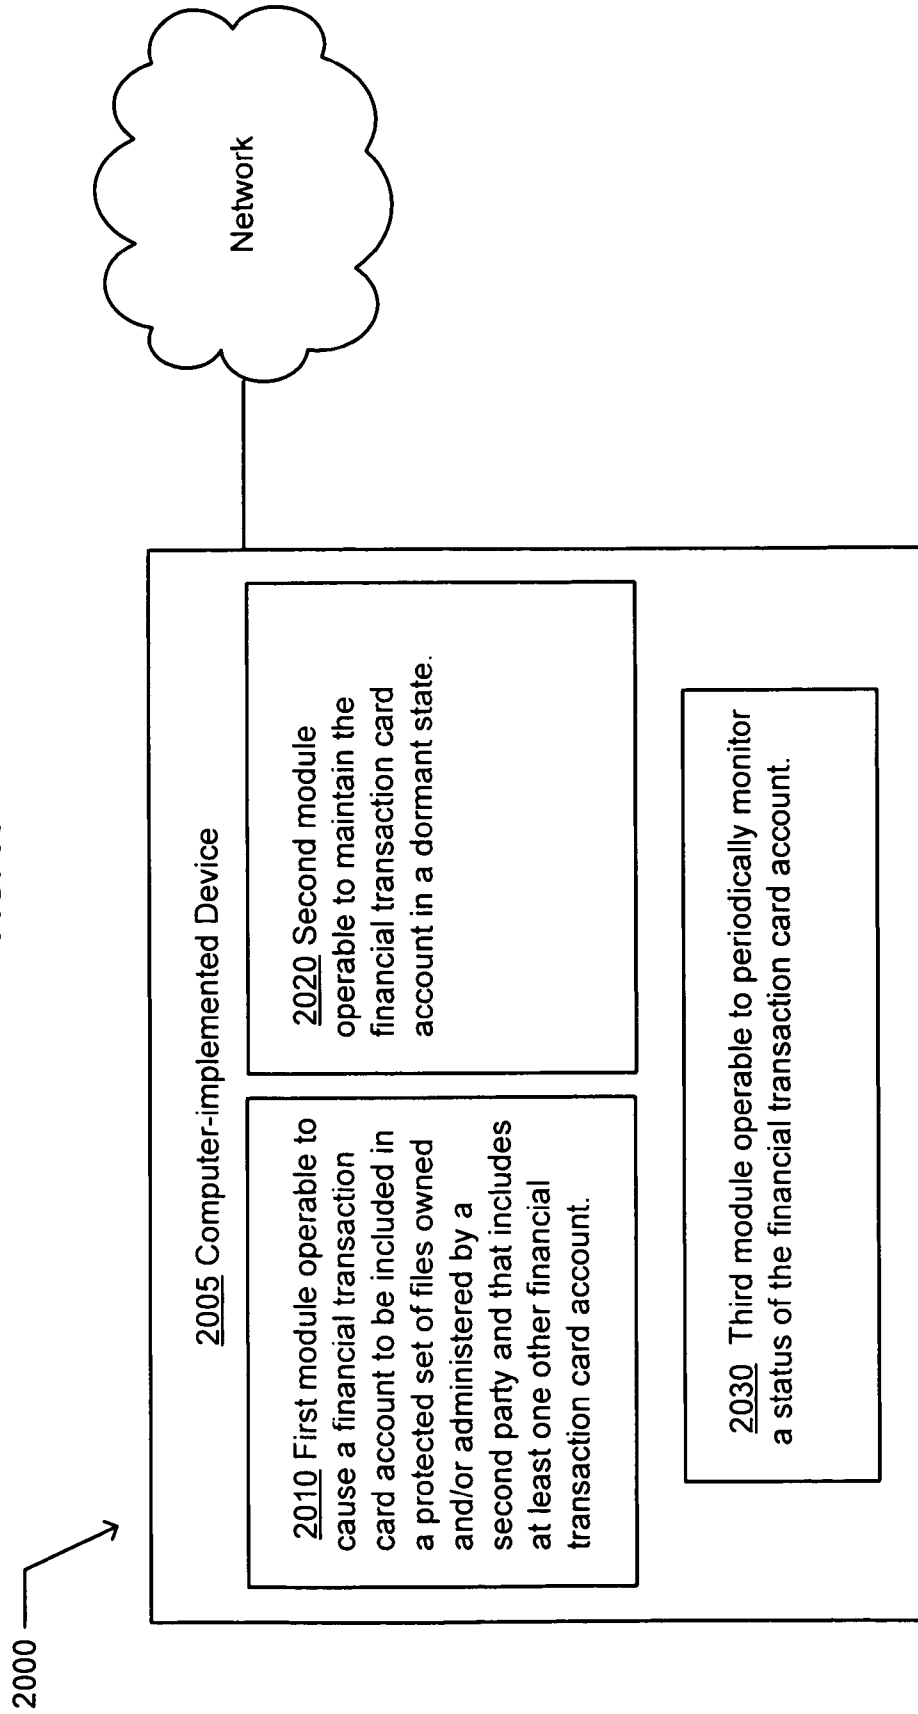 2000
2005 Computer-implemented Device
2010 First module operable to
cause a financial transaction
card account to be included in
a protected set of files owned
and/or administered by a
second party and that includes
at least one other financial
transaction card account.
2020 Second module
operable to maintain the
financial transaction card
account in a dormant state.
2030 Third module operable to periodically monitor
a status of the financial transaction card account.
Network